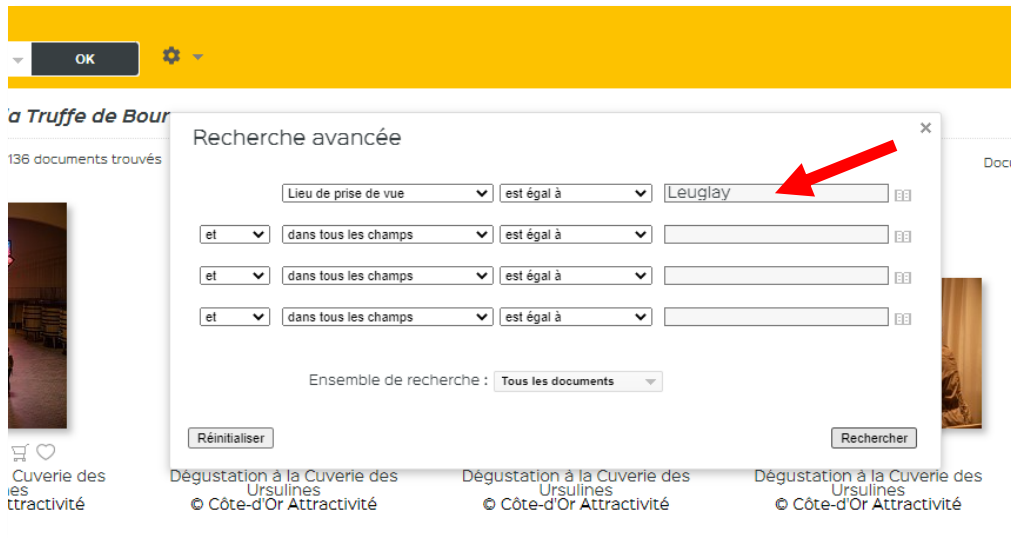 OK
a Truffe de Bour
136 documents trouvés
Docu
Recherche avancée
Lieu de prise de vue est égal à Leuglay
et dans tous les champs est égal à
et dans tous les champs est égal à
et dans tous les champs est égal à
Ensemble de recherche : Tous les documents
Réinitialiser Rechercher
Cuverie des
nes
ttractivité
Dégustation à la Cuverie des
Ursulines
© Côte-d'Or Attractivité
Dégustation à la Cuverie des
Ursulines
© Côte-d'Or Attractivité
Dégustation à la Cuverie des
Ursulines
© Côte-d'Or Attractivité